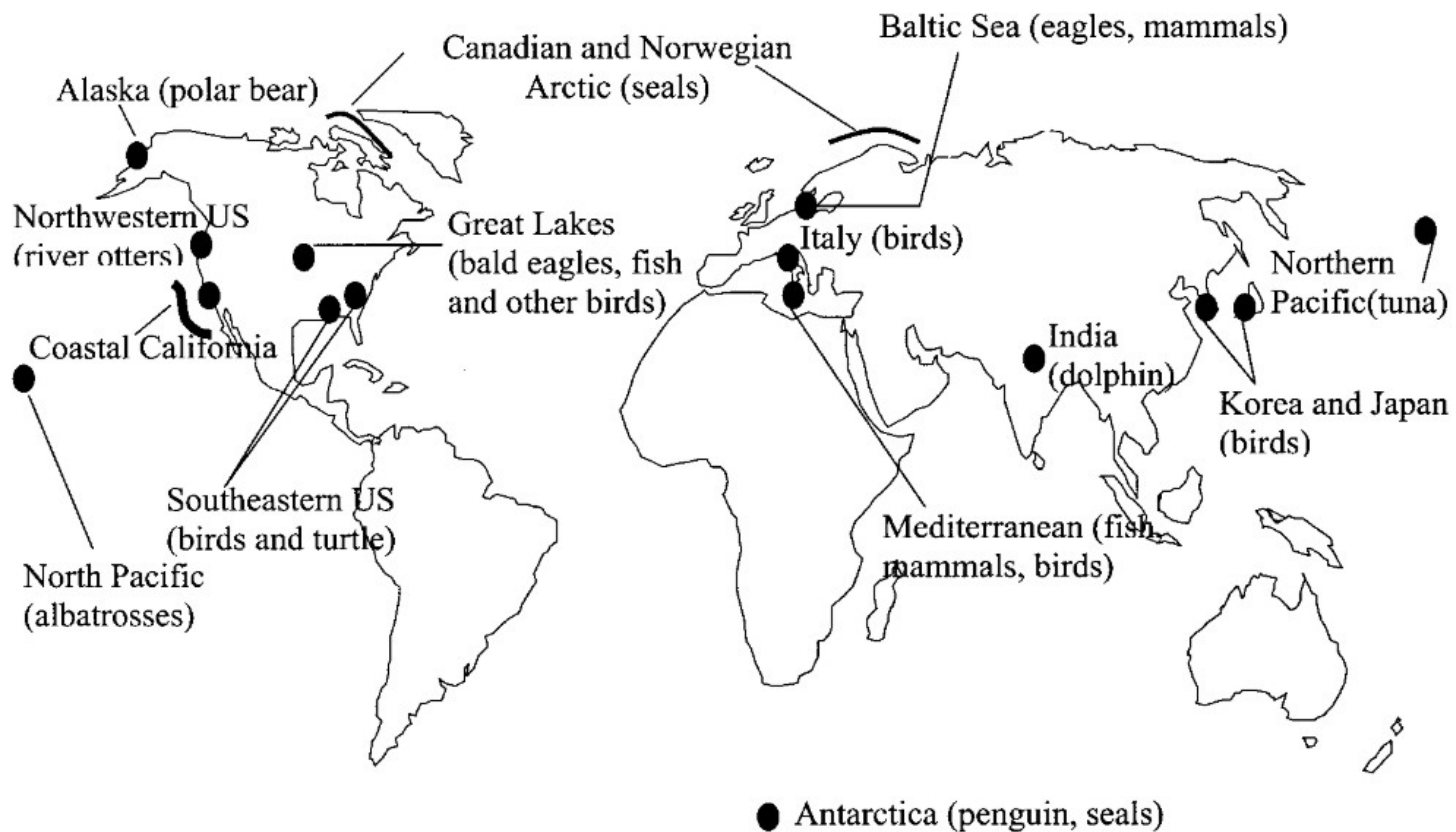 Baltic Sea (eagles, mammals)
Canadian and Norwegian
Arctic (seals)
Alaska (polar bear)
Northwestern US
(river otters)
Great Lakes
(bald eagles, fish
and other birds)
Italy (birds)
Northern
Pacific(tuna)
Coastal California
India
(dolphin)
Korea and Japan
(birds)
Southeastern US
(birds and turtle)
Mediterranean (fish,
mammals, birds)
North Pacific
(albatrosses)
Antarctica (penguin, seals)